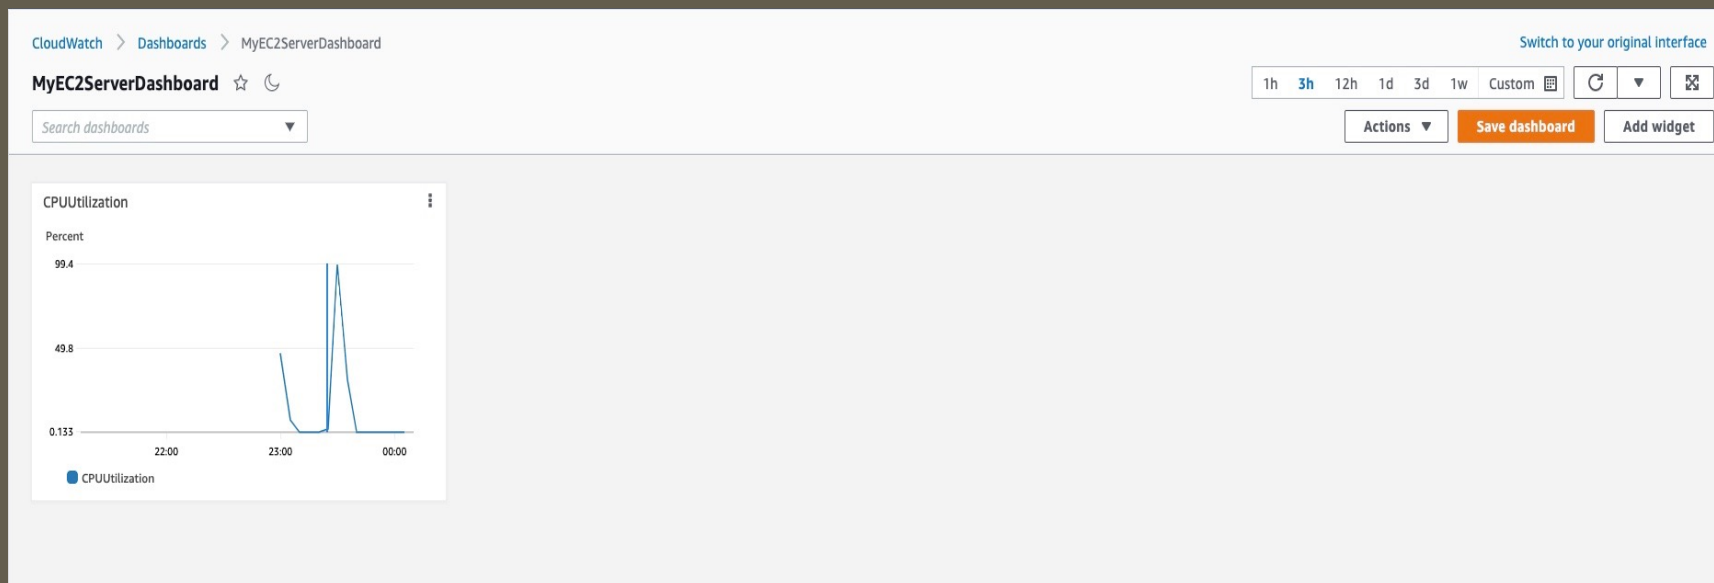 CloudWatch Dashboards MyEC2ServerDashboard
Switch to your original interface
MyEC2ServerDashboard
1h 3h 12h 1d 3d 1w Custom
Search dashboards
Actions Save dashboard Add widget
CPUUtilization
Percent
99.4
49.8
0.133
22:00 23:00 00:00
CPUUtilization